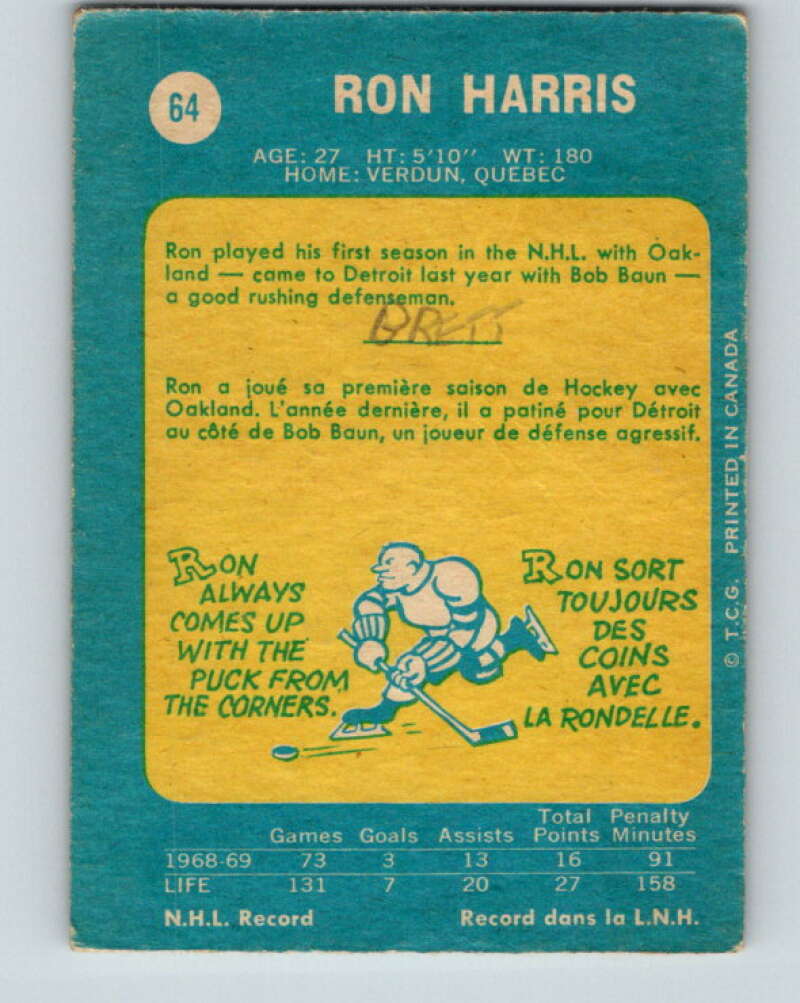 64
RON HARRIS
AGE: 27 HT: 5'10" WT: 180
HOME: VERDUN, QUEBEC
Ron played his first season in the N.H.L. with Oak-
land — came to Detroit last year with Bob Baun —
a good rushing defenseman.
BRETT
Ron a joué sa première saison de Hockey avec
Oakland. L'année dernière, il a patiné pour Détroit
au côté de Bob Baun, un joueur de défense agressif.
RON
ALWAYS
COMES UP
WITH THE
PUCK FROM
THE CORNERS.
RON SORT
TOUJOURS
DES
COINS
AVEC
LA RONDELLE.
© T.C.G. PRINTED IN CANADA
Total Penalty
Games Goals Assists Points Minutes
1968-69 73 3 13 16 91
LIFE 131 7 20 27 158
N.H.L. Record Record dans la L.N.H.